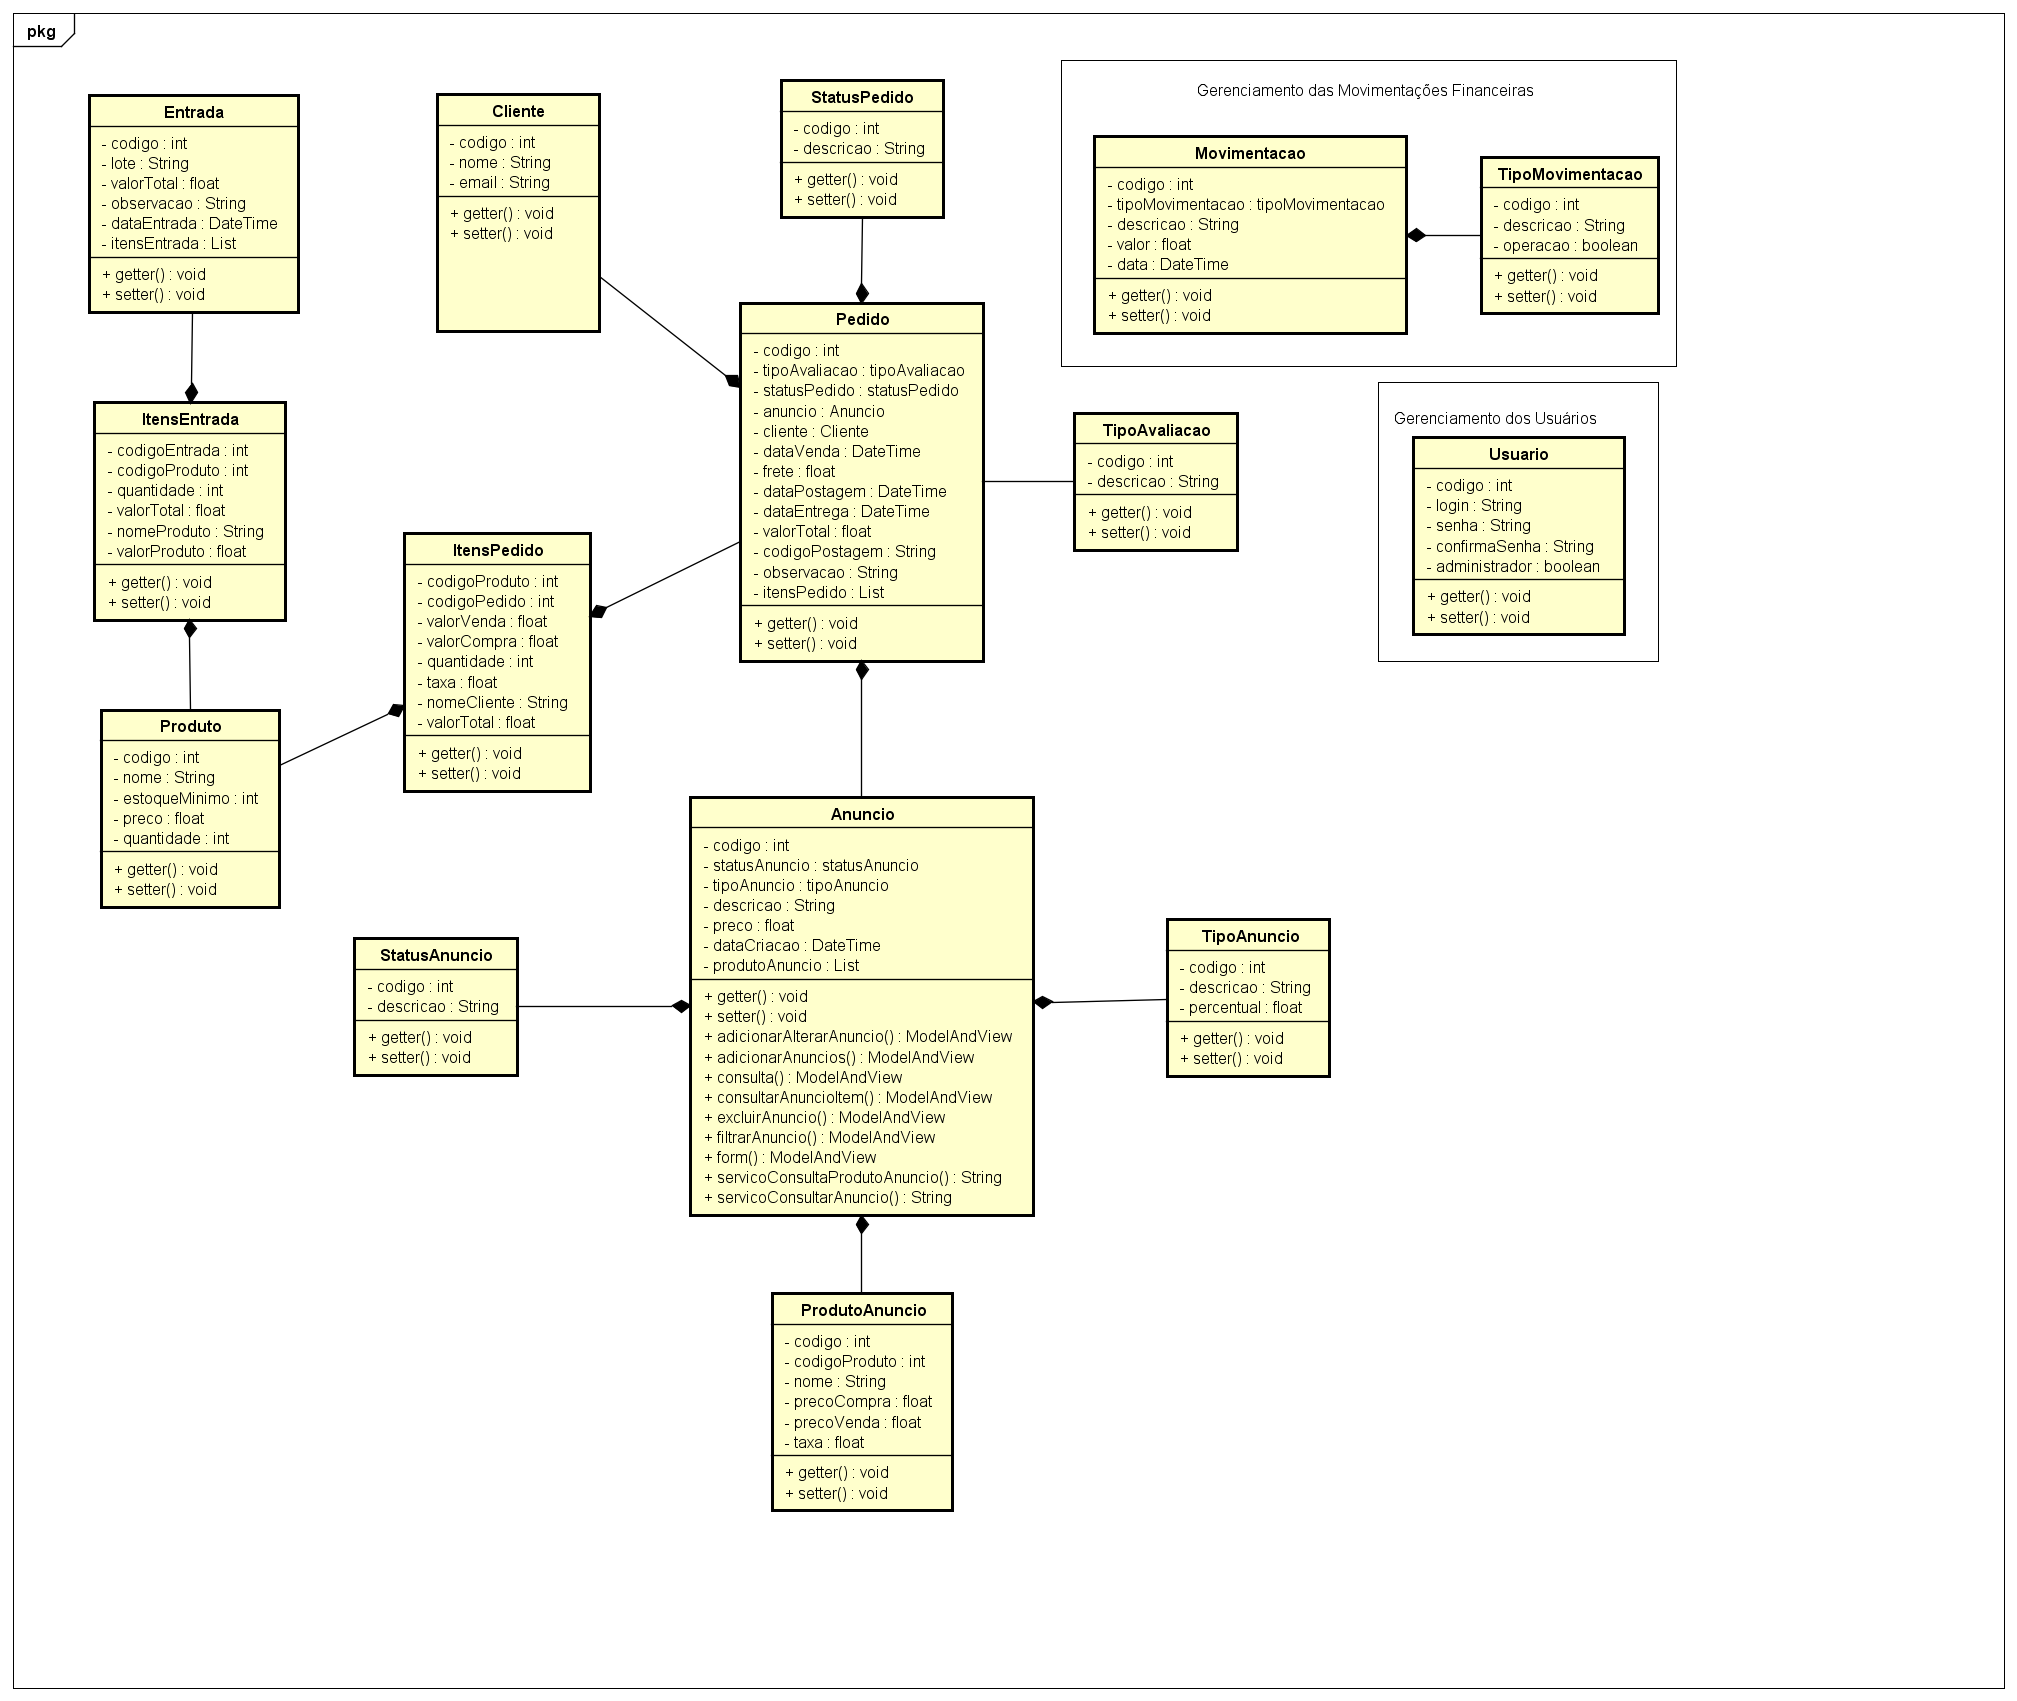 pkg
Entrada
- codigo : int
- lote : String
- valorTotal : float
- observacao : String
- dataEntrada : DateTime
- itensEntrada : List
+ getter() : void
+ setter() : void
Cliente
- codigo : int
- nome : String
- email : String
+ getter() : void
+ setter() : void
StatusPedido
- codigo : int
- descricao : String
+ getter() : void
+ setter() : void
Gerenciamento das Movimentações Financeiras
Movimentacao
- codigo : int
- tipoMovimentacao : tipoMovimentacao
- descricao : String
- valor : float
- data : DateTime
+ getter() : void
+ setter() : void
TipoMovimentacao
- codigo : int
- descricao : String
- operacao : boolean
+ getter() : void
+ setter() : void
Pedido
- codigo : int
- tipoAvaliacao : tipoAvaliacao
- statusPedido : statusPedido
- anuncio : Anuncio
- cliente : Cliente
- dataVenda : DateTime
- frete : float
- dataPostagem : DateTime
- dataEntrega : DateTime
- valorTotal : float
- codigoPostagem : String
- observacao : String
- itensPedido : List
+ getter() : void
+ setter() : void
TipoAvaliacao
- codigo : int
- descricao : String
+ getter() : void
+ setter() : void
Gerenciamento dos Usuários
Usuario
- codigo : int
- login : String
- senha : String
- confirmaSenha : String
- administrador : boolean
+ getter() : void
+ setter() : void
ItensEntrada
- codigoEntrada : int
- codigoProduto : int
- quantidade : int
- valorTotal : float
- nomeProduto : String
- valorProduto : float
+ getter() : void
+ setter() : void
ItensPedido
- codigoProduto : int
- codigoPedido : int
- valorVenda : float
- valorCompra : float
- quantidade : int
- taxa : float
- nomeCliente : String
- valorTotal : float
+ getter() : void
+ setter() : void
Produto
- codigo : int
- nome : String
- estoqueMinimo : int
- preco : float
- quantidade : int
+ getter() : void
+ setter() : void
Anuncio
- codigo : int
- statusAnuncio : statusAnuncio
- tipoAnuncio : tipoAnuncio
- descricao : String
- preco : float
- dataCriacao : DateTime
- produtoAnuncio : List
+ getter() : void
+ setter() : void
+ adicionarAlterarAnuncio() : ModelAndView
+ adicionarAnuncios() : ModelAndView
+ consulta() : ModelAndView
+ consultarAnuncioItem() : ModelAndView
+ excluirAnuncio() : ModelAndView
+ filtrarAnuncio() : ModelAndView
+ form() : ModelAndView
+ servicoConsultaProdutoAnuncio() : String
+ servicoConsultarAnuncio() : String
StatusAnuncio
- codigo : int
- descricao : String
+ getter() : void
+ setter() : void
TipoAnuncio
- codigo : int
- descricao : String
- percentual : float
+ getter() : void
+ setter() : void
ProdutoAnuncio
- codigo : int
- codigoProduto : int
- nome : String
- precoCompra : float
- precoVenda : float
- taxa : float
+ getter() : void
+ setter() : void